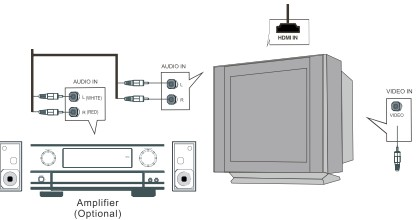 HDMI IN
AUDIO IN
L
R
AUDIO IN
L (WHITE)
R (RED)
VIDEO IN
VIDEO
Amplifier
(Optional)